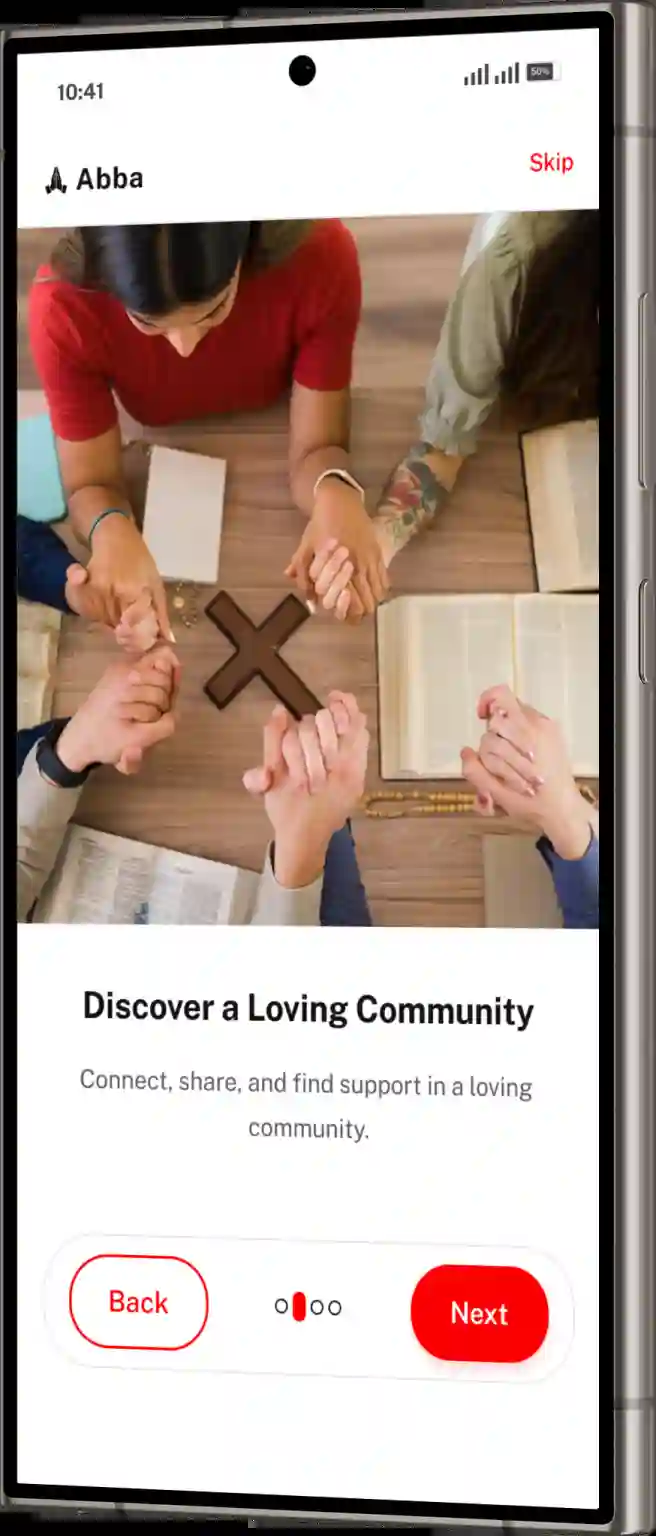 10:41
50%
Abba
Skip
Discover a Loving Community
Connect, share, and find support in a loving
community.
Back
Next